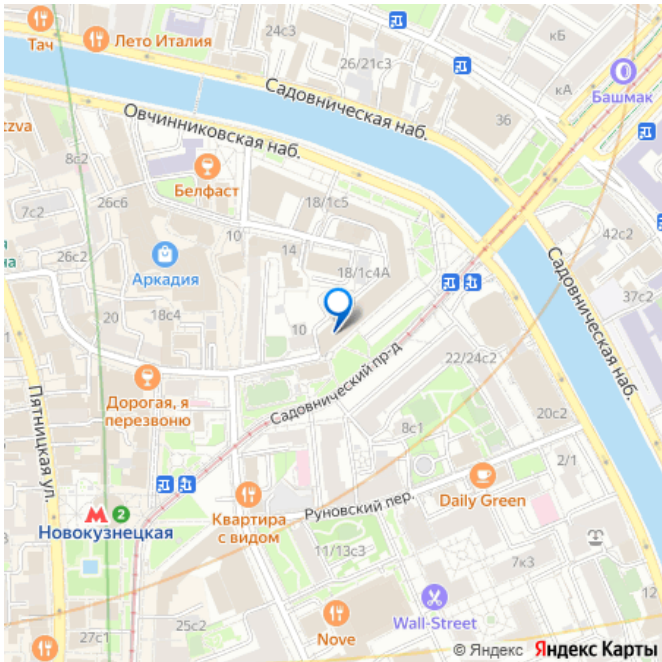 Тач
Лето Италия
24с3
кБ
26/21с3
Садовническая наб.
кА
Башмак
36
tzva
Овчинниковская наб.
8с2
Белфаст
18/1с5
26с6
7с2
я
на
26с2
10
14
Аркадия
18/1с4А
42с2
Садовническая наб.
37с2
20
18с4
10
22/24с2
Садовнический пр-д
Пятницкая ул.
Дорогая, я
перезвоню
8с1
20с2
2/1
Daily Green
Руновский пер.
М 2
Новокузнецкая
Квартира
с видом
11/13с3
7к3
12
Wall-Street
25с2
27с1
Nove
© Яндекс Яндекс Карты